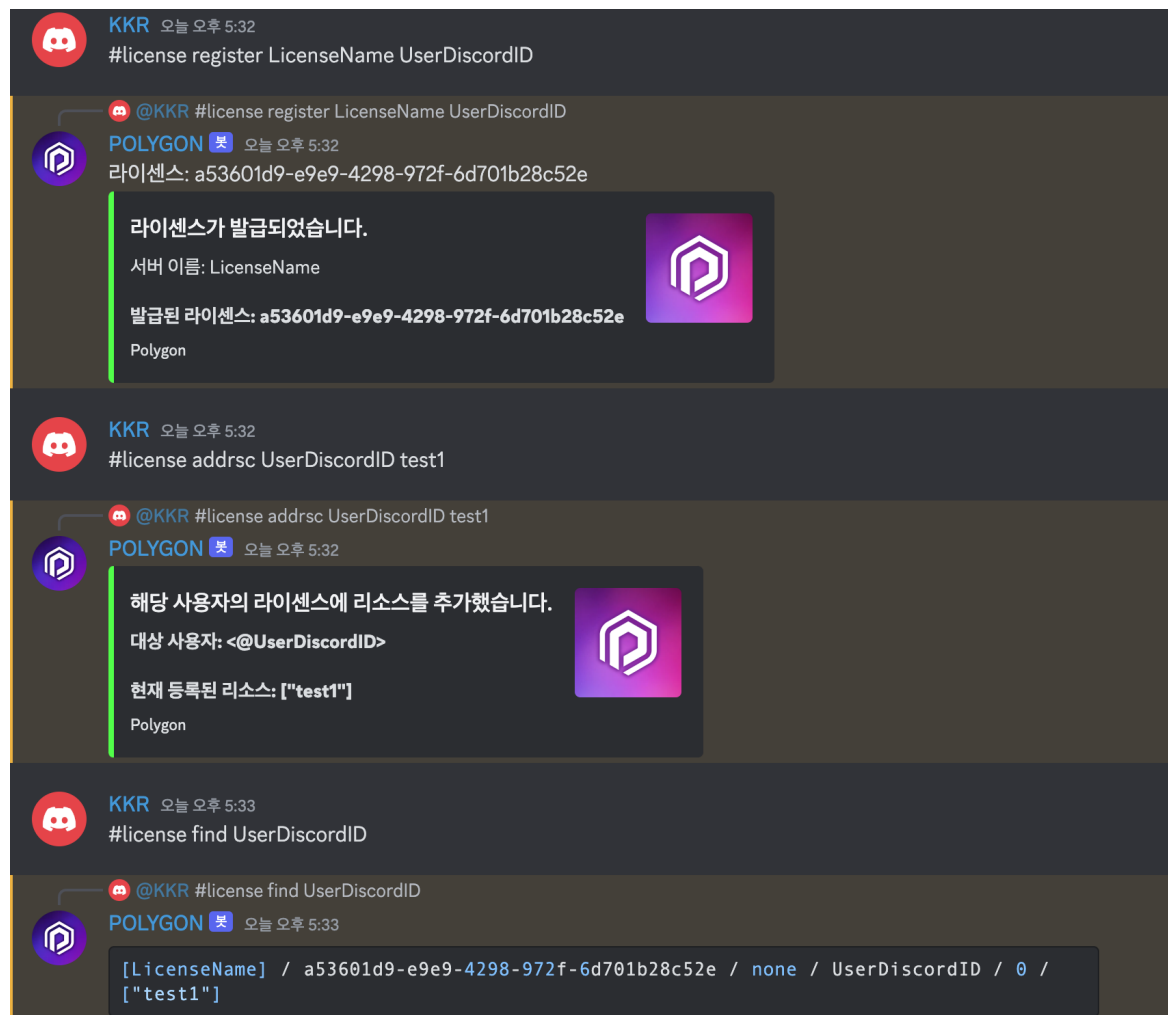 KKR 오늘 오후 5:32
#license register LicenseName UserDiscordID
@KKR #license register LicenseName UserDiscordID
POLYGON 봇 오늘 오후 5:32
라이센스: a53601d9-e9e9-4298-972f-6d701b28c52e
라이센스가 발급되었습니다.
서버 이름: LicenseName
발급된 라이센스: a53601d9-e9e9-4298-972f-6d701b28c52e
Polygon
KKR 오늘 오후 5:32
#license addrsc UserDiscordID test1
@KKR #license addrsc UserDiscordID test1
POLYGON 봇 오늘 오후 5:32
해당 사용자의 라이센스에 리소스를 추가했습니다.
대상 사용자: <@UserDiscordID>
현재 등록된 리소스: ["test1"]
Polygon
KKR 오늘 오후 5:33
#license find UserDiscordID
@KKR #license find UserDiscordID
POLYGON 봇 오늘 오후 5:33
[LicenseName] / a53601d9-e9e9-4298-972f-6d701b28c52e / none / UserDiscordID / 0 /
["test1"]